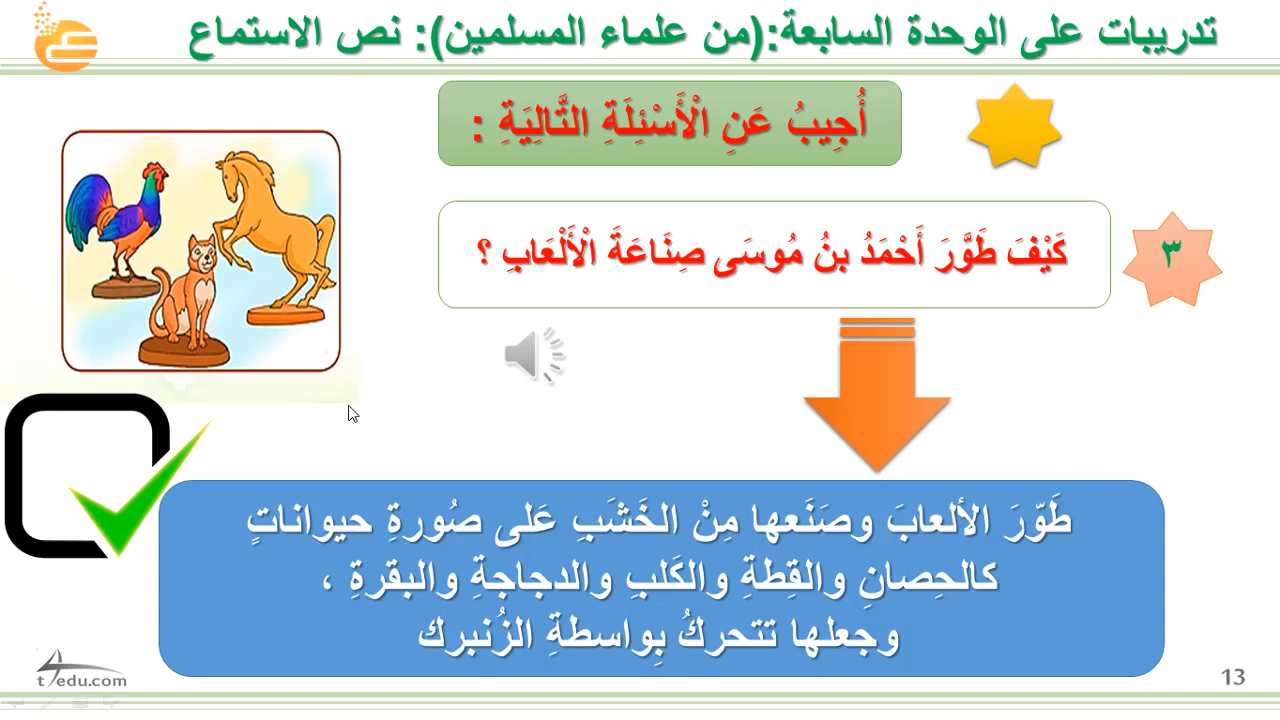 تدريبات على الوحدة السابعة:(من علماء المسلمين): نص الاستماع
أُجِيبُ عَنِ الْأَسْئِلَةِ التَّالِيَةِ :
٣
كَيْفَ طَوَّرَ أَحْمَدُ بنُ مُوسَى صِنَاعَةَ الْأَلْعَابِ ؟
طَوّرَ الألعابَ وصَنَعها مِنْ الخَشَبِ عَلى صُورةِ حيواناتٍ
كالحِصانِ والقِطةِ والكَلبِ والدجاجةِ والبقرةِ ،
وجعلها تتحركُ بِواسطةِ الزُنبرك
t4edu.com
13